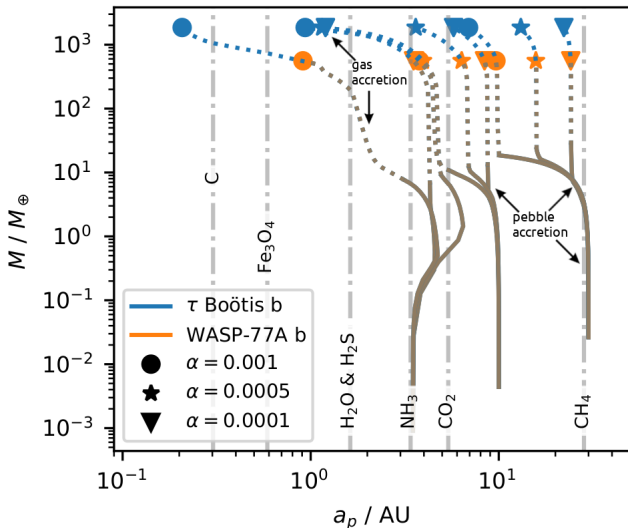 10³
10²
10¹
10⁰
10⁻¹
10⁻²
10⁻³
M / M⊕
gas
accretion
pebble
accretion
C
Fe₃O₄
H₂O & H₂S
NH₃
CO₂
CH₄
τ Boötis b
WASP-77A b
α = 0.001
α = 0.0005
α = 0.0001
10⁻¹
10⁰
10¹
aₚ / AU